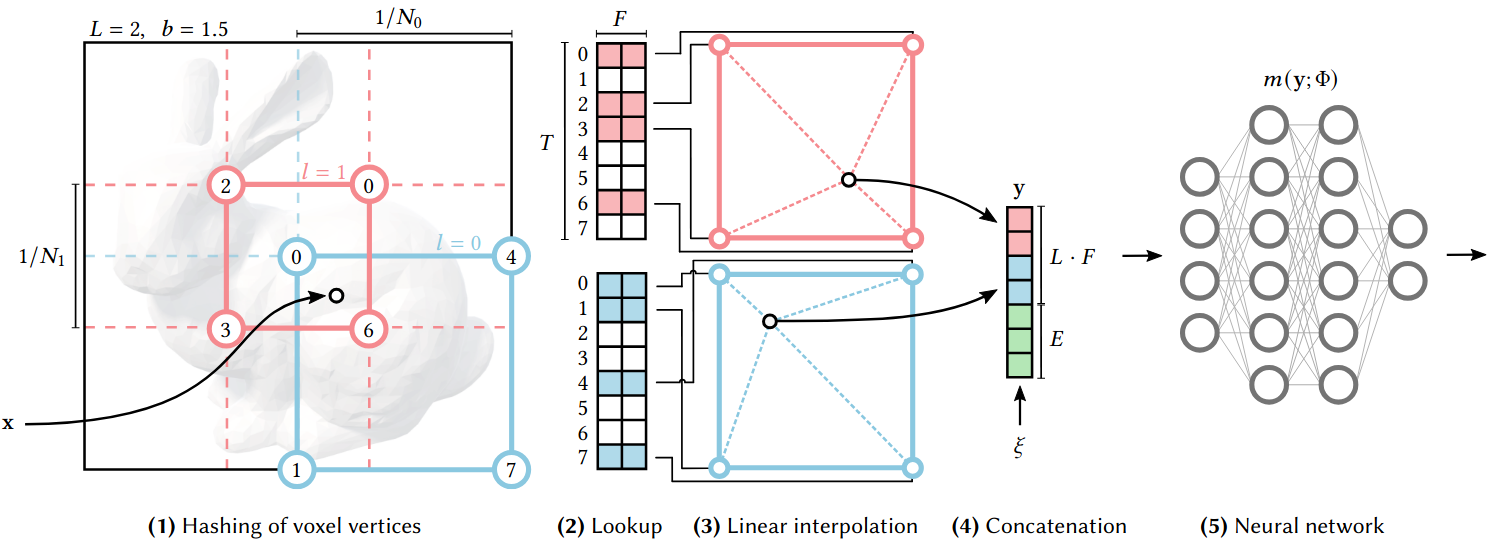 L = 2, b = 1.5
1/N₀
l = 1
2
0
l = 0
1/N₁
0
4
3
6
x
1
7
F
T
0
1
2
3
4
5
6
7
0
1
2
3
4
5
6
7
y
L · F
E
ξ
m(y; Φ)
(1) Hashing of voxel vertices
(2) Lookup
(3) Linear interpolation
(4) Concatenation
(5) Neural network